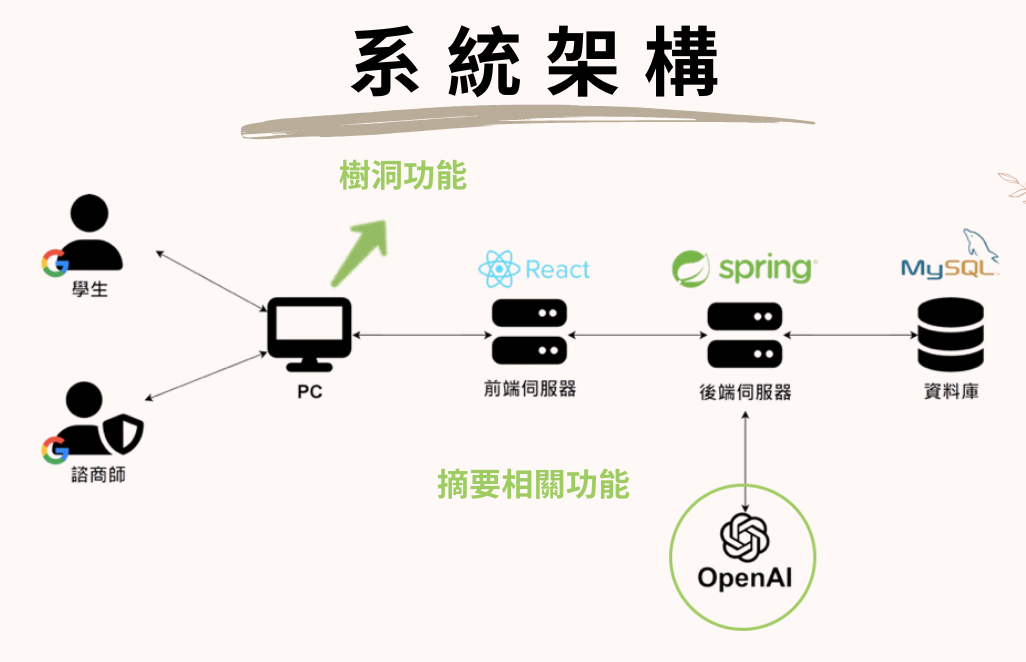 系統架構
樹洞功能
React
spring
MySQL
學生
PC
前端伺服器
後端伺服器
資料庫
諮商師
摘要相關功能
OpenAI